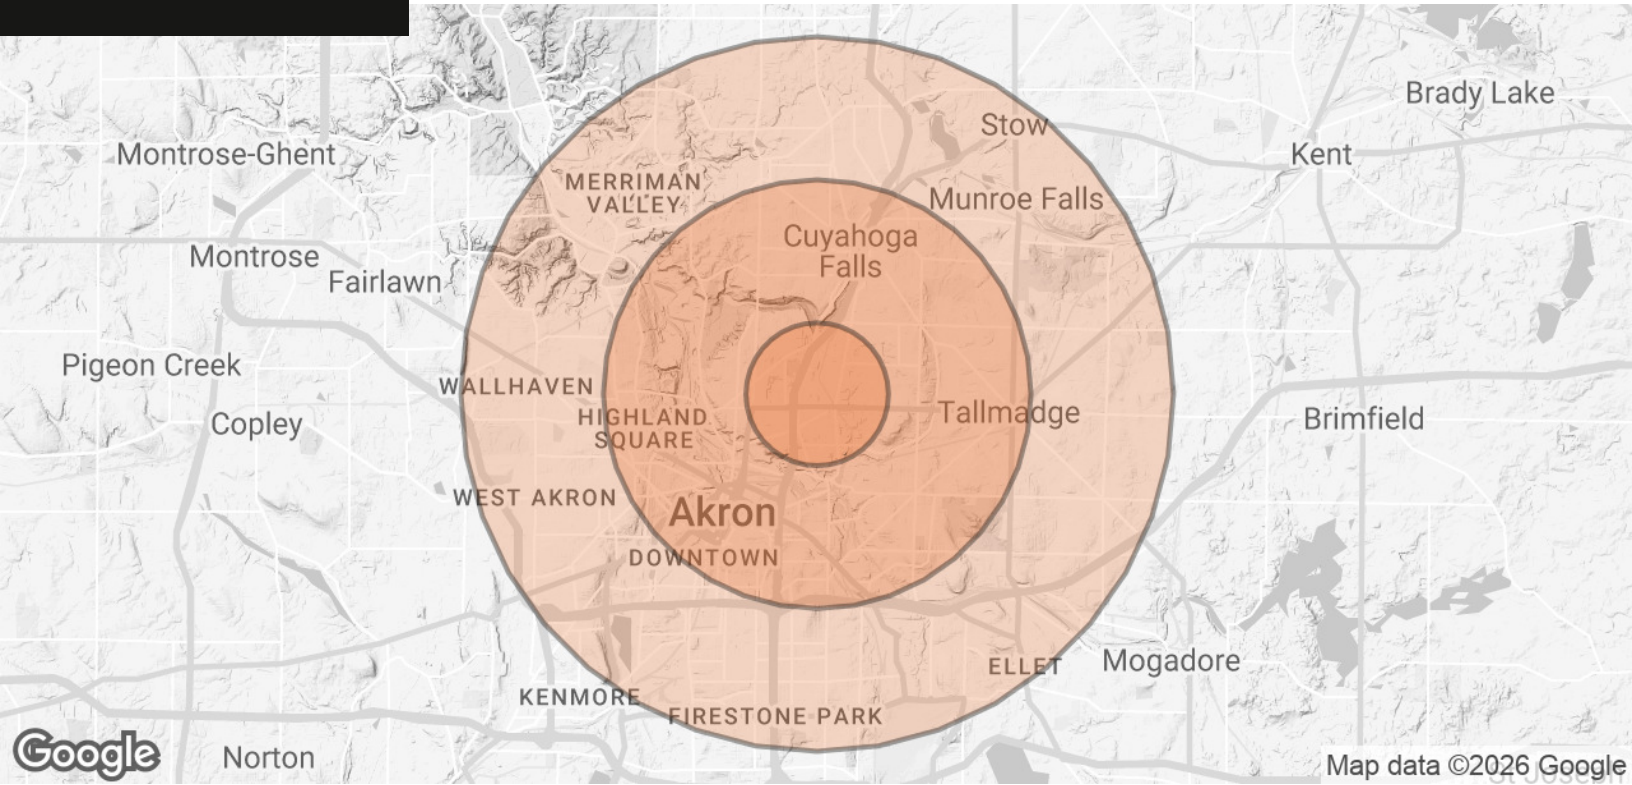 Brady Lake
Stow
Montrose-Ghent
Kent
MERRIMAN
VALLEY
Munroe Falls
Cuyahoga
Falls
Montrose
Fairlawn
Pigeon Creek
WALLHAVEN
HIGHLAND
SQUARE
Tallmadge
Copley
Brimfield
WEST AKRON
Akron
DOWNTOWN
ELLET
Mogadore
KENMORE
FIRESTONE PARK
Google
Norton
Map data ©2026 Google